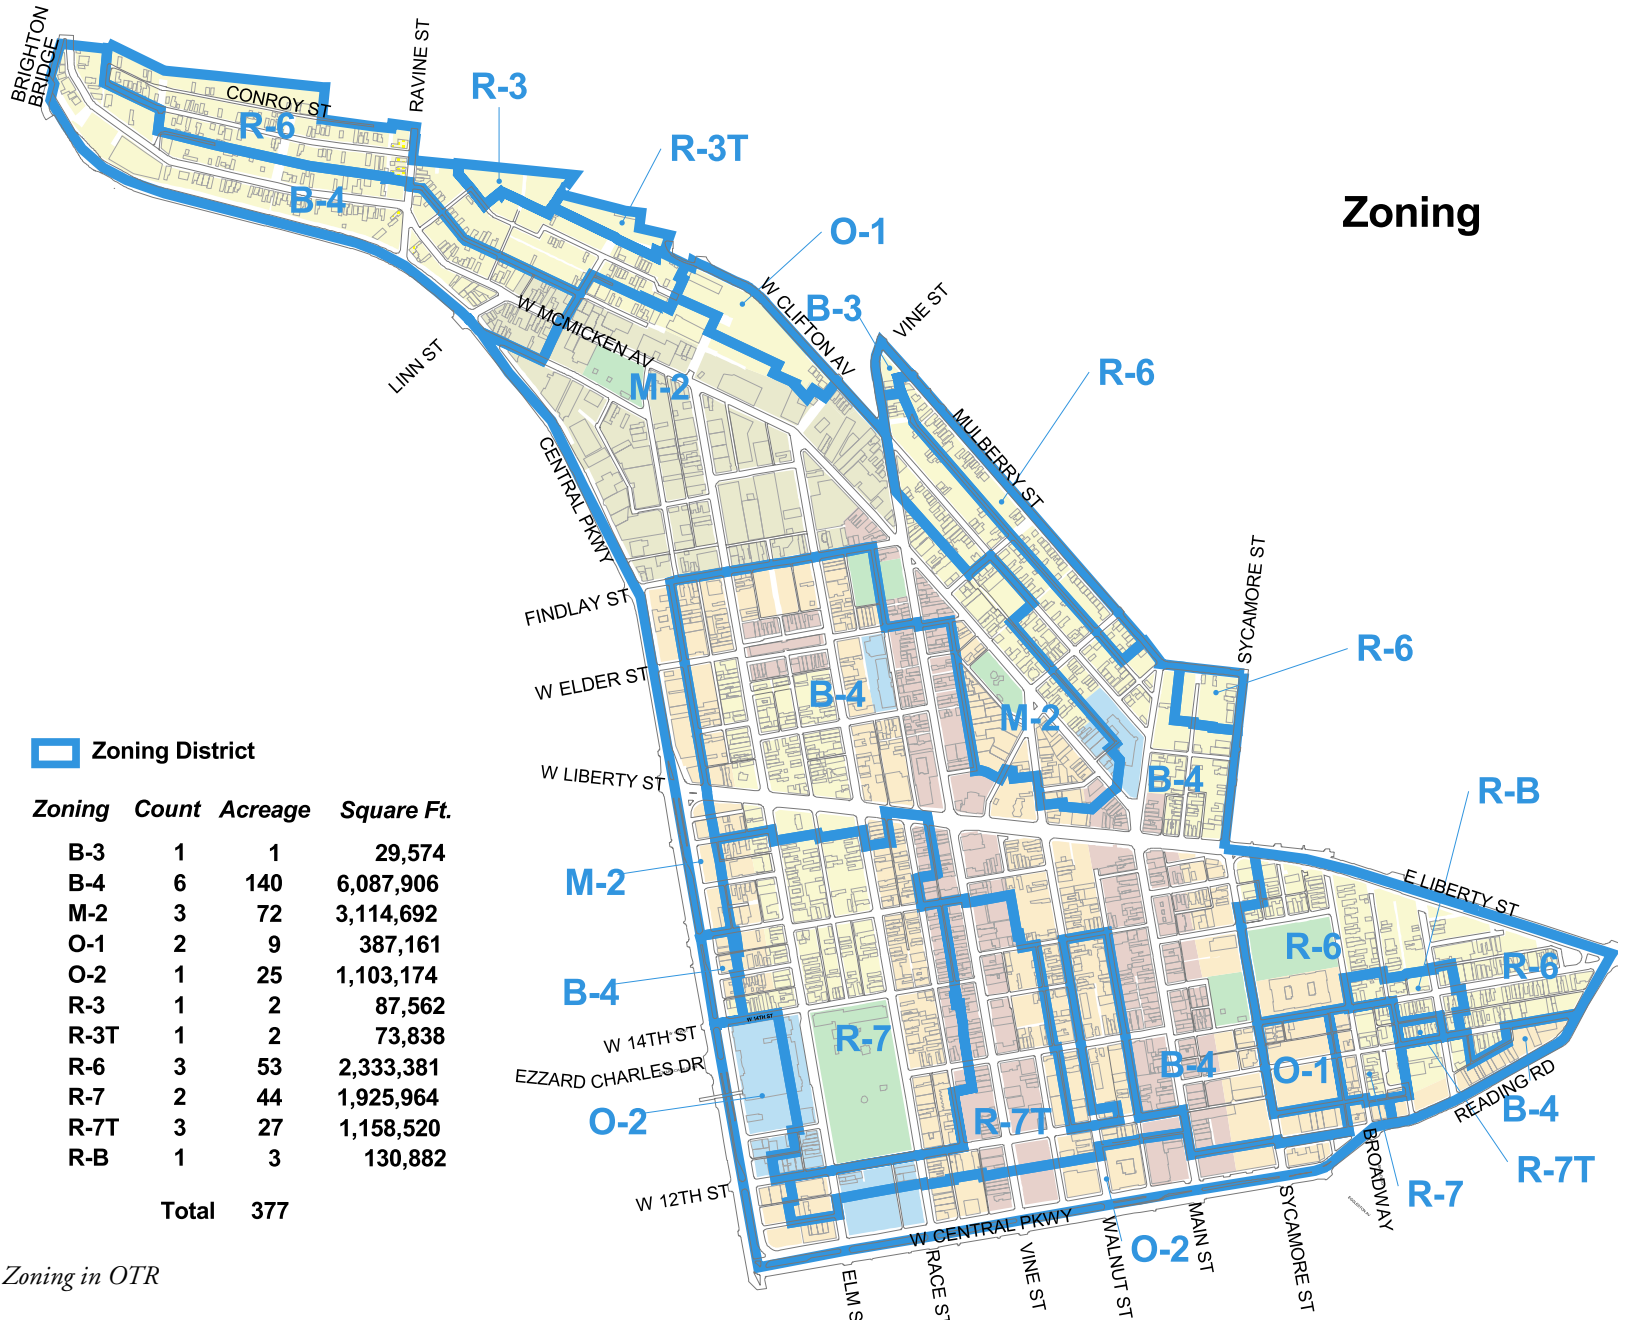 BRIGHTON
BRIDGE
RAVINE ST
CONROY ST
R-3
R-6
R-3T
B-4
Zoning
O-1
W CLIFTON AV
B-3
VINE ST
W MCMICKEN AV
LINN ST
M-2
R-6
MULBERRY ST
CENTRAL PKWY
SYCAMORE ST
FINDLAY ST
R-6
W ELDER ST
B-4
M-2
W LIBERTY ST
B-4
R-B
Zoning District
Zoning Count Acreage Square Ft.
B-3 1 1 29,574
B-4 6 140 6,087,906
M-2 3 72 3,114,692
O-1 2 9 387,161
O-2 1 25 1,103,174
R-3 1 2 87,562
R-3T 1 2 73,838
R-6 3 53 2,333,381
R-7 2 44 1,925,964
R-7T 3 27 1,158,520
R-B 1 3 130,882
Total 377
M-2
E LIBERTY ST
R-6
R-6
B-4
W 14TH ST
W 14TH ST
R-7
EZZARD CHARLES DR
B-4
O-1
READING RD
B-4
O-2
R-7T
BROADWAY
R-7T
W 12TH ST
R-7
W CENTRAL PKWY
O-2
ELM S
RACE ST
VINE ST
WALNUT ST
MAIN ST
SYCAMORE ST
Zoning in OTR